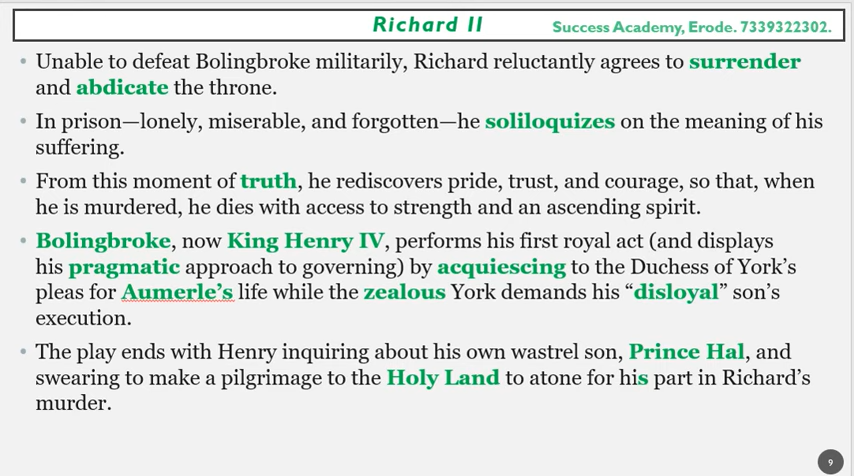 Richard II
Success Academy, Erode. 7339322302.
• Unable to defeat Bolingbroke militarily, Richard reluctantly agrees to surrender
and abdicate the throne.
• In prison—lonely, miserable, and forgotten—he soliloquizes on the meaning of his
suffering.
• From this moment of truth, he rediscovers pride, trust, and courage, so that, when
he is murdered, he dies with access to strength and an ascending spirit.
• Bolingbroke, now King Henry IV, performs his first royal act (and displays
his pragmatic approach to governing) by acquiescing to the Duchess of York’s
pleas for Aumerle’s life while the zealous York demands his “disloyal” son’s
execution.
• The play ends with Henry inquiring about his own wastrel son, Prince Hal, and
swearing to make a pilgrimage to the Holy Land to atone for his part in Richard’s
murder.
9